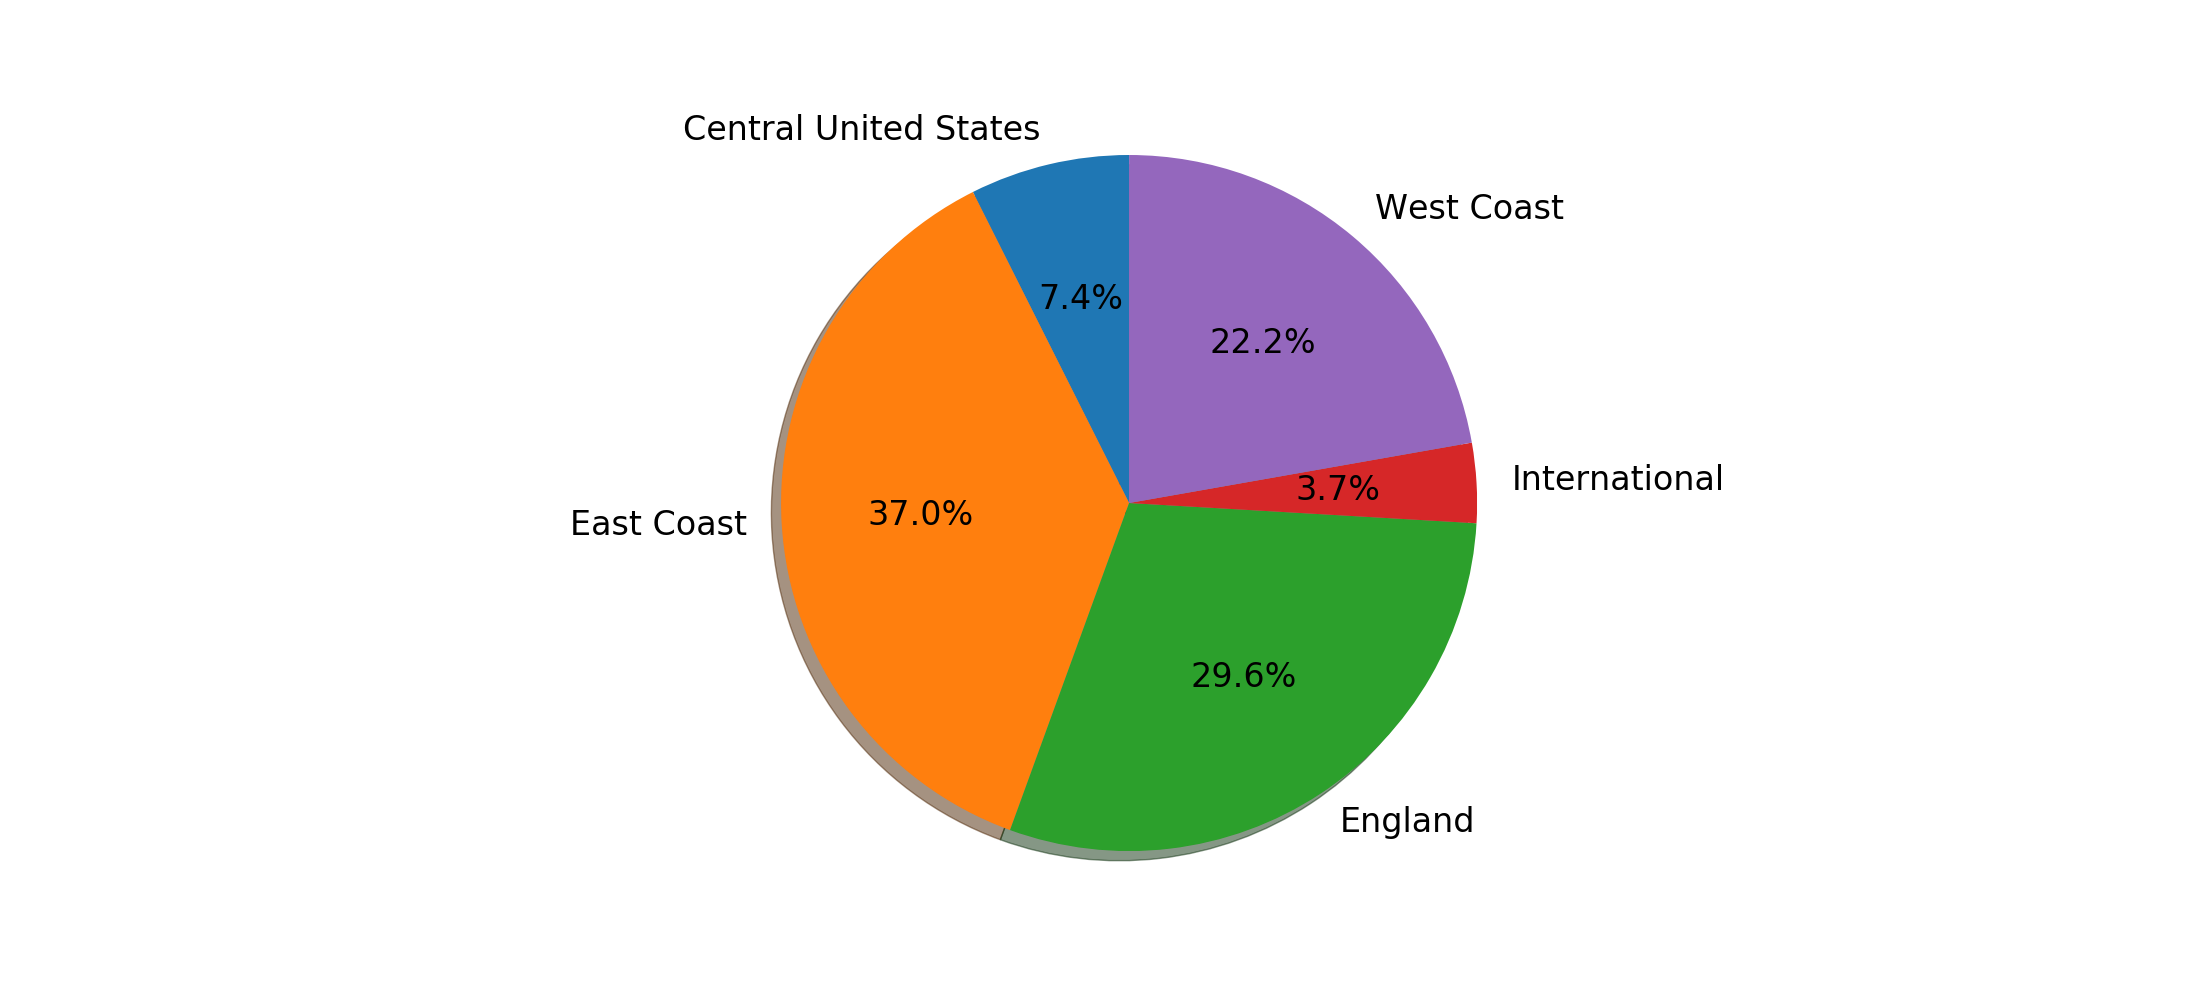 Central United States
West Coast
7.4%
22.2%
International
3.7%
East Coast
37.0%
29.6%
England